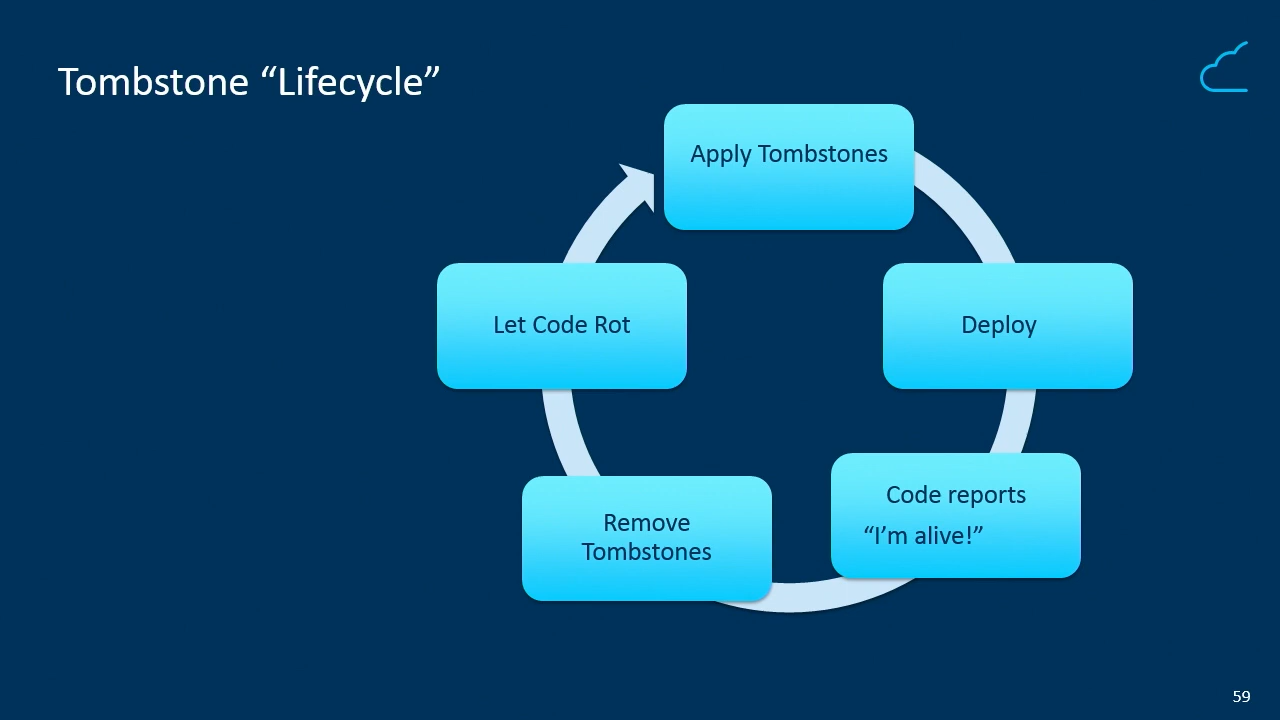 Tombstone “Lifecycle”
Apply Tombstones
Deploy
Code reports
“I’m alive!”
Remove
Tombstones
Let Code Rot
59